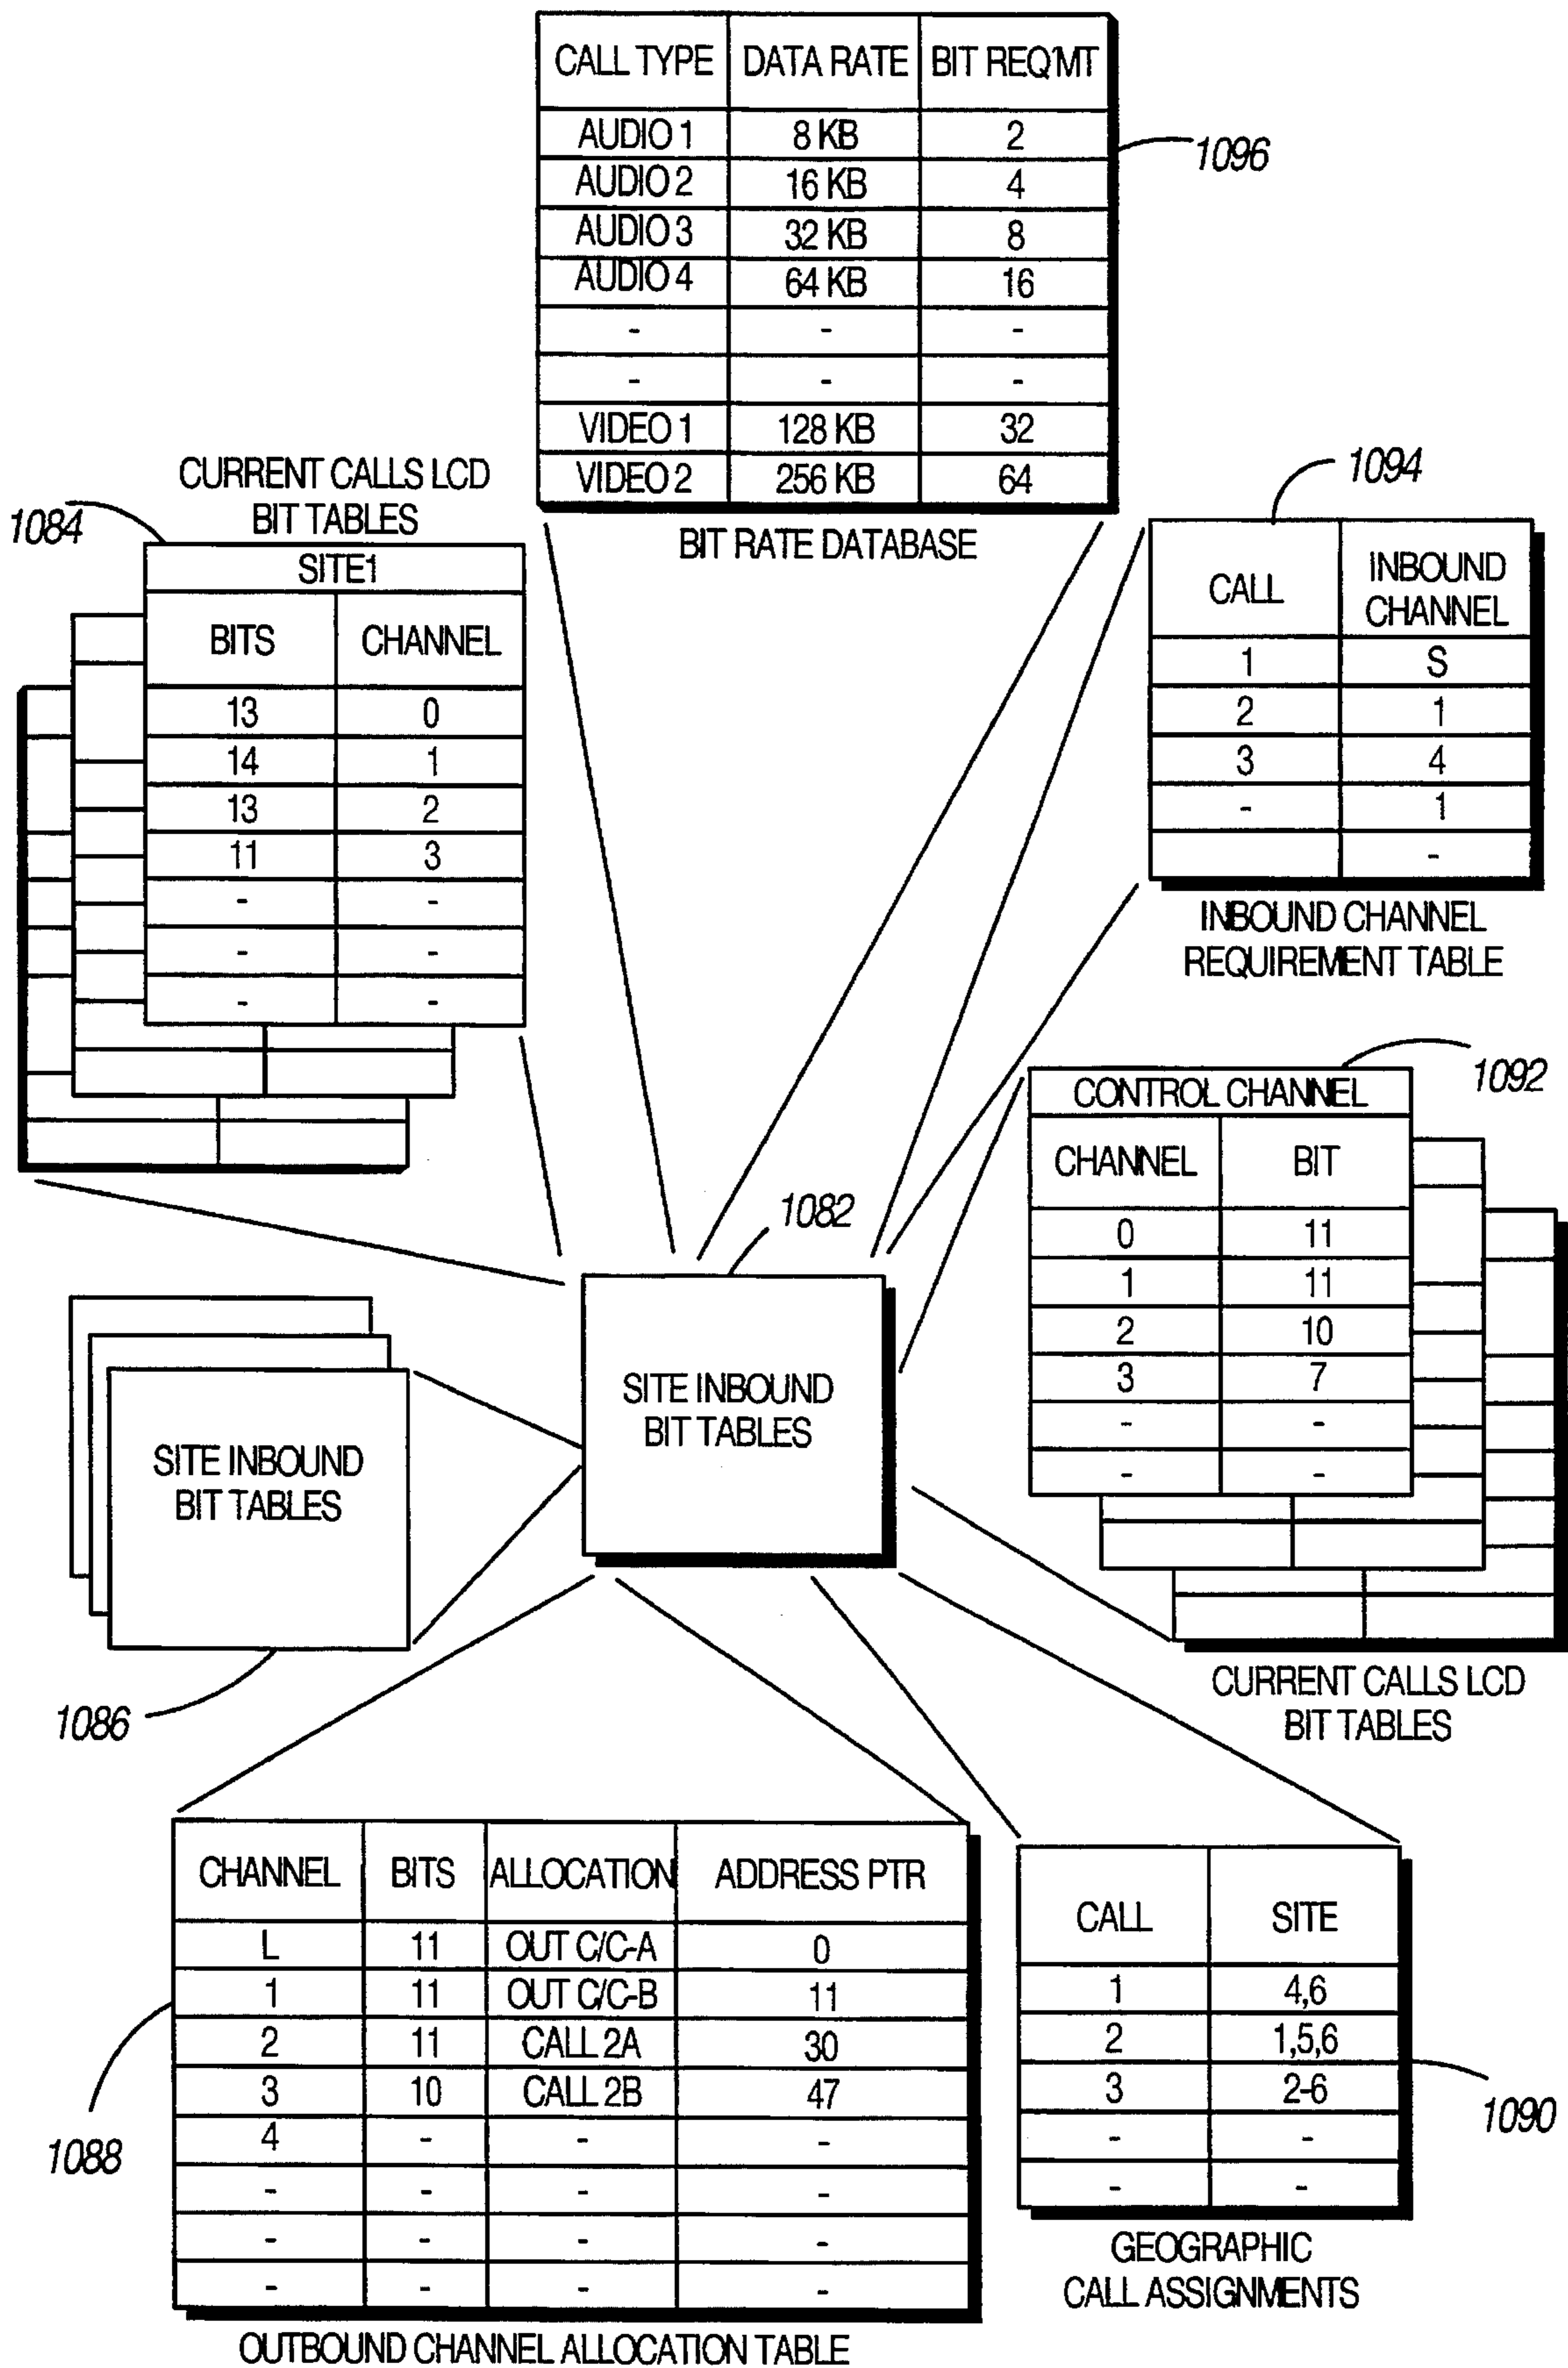 CALL TYPE DATA RATE BIT REQ'MT
AUDIO 1 8 KB 2
AUDIO 2 16 KB 4
AUDIO 3 32 KB 8
AUDIO 4 64 KB 16
- - -
- - -
VIDEO 1 128 KB 32
VIDEO 2 256 KB 64
BIT RATE DATABASE
1096
CURRENT CALLS LCD
BIT TABLES
1084
SITE1
BITS CHANNEL
13 0
14 1
13 2
11 3
- -
- -
- -
1094
CALL INBOUND
CHANNEL
1 S
2 1
3 4
- 1
-
INBOUND CHANNEL
REQUIREMENT TABLE
1092
CONTROL CHANNEL
CHANNEL BIT
0 11
1 11
2 10
3 7
- -
- -
CURRENT CALLS LCD
BIT TABLES
1082
SITE INBOUND
BIT TABLES
SITE INBOUND
BIT TABLES
1086
CHANNEL BITS ALLOCATION ADDRESS PTR
L 11 OUT C/C-A 0
1 11 OUT C/C-B 11
2 11 CALL 2A 30
3 10 CALL 2B 47
4 - - -
- - - -
- - - -
- - - -
1088
OUTBOUND CHANNEL ALLOCATION TABLE
CALL SITE
1 4,6
2 1,5,6
3 2-6
- -
- -
1090
GEOGRAPHIC
CALL ASSIGNMENTS